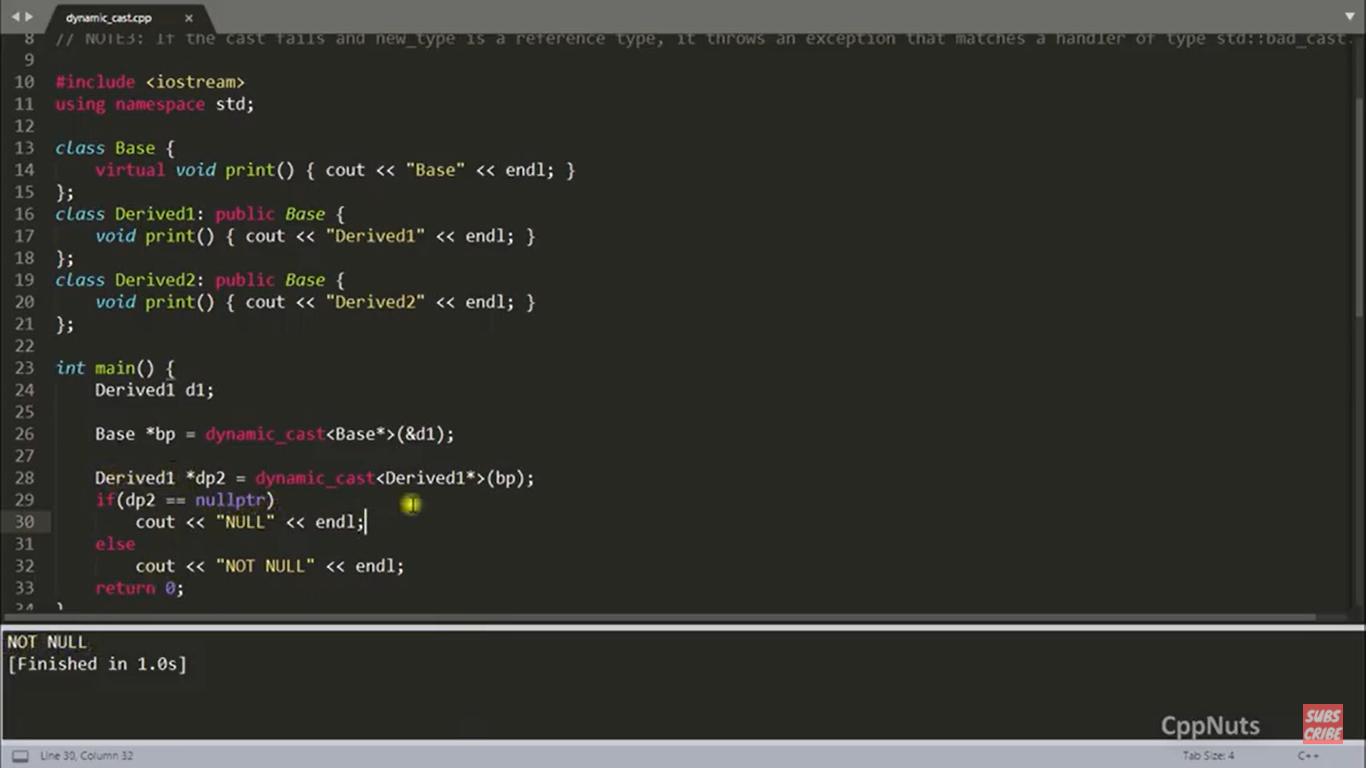 dynamic_cast.cpp ×
8 // NOTE3: If the cast fails and new_type is a reference type, it throws an exception that matches a handler of type std::bad_cast.
9
10 #include <iostream>
11 using namespace std;
12
13 class Base {
14 virtual void print() { cout << "Base" << endl; }
15 };
16 class Derived1: public Base {
17 void print() { cout << "Derived1" << endl; }
18 };
19 class Derived2: public Base {
20 void print() { cout << "Derived2" << endl; }
21 };
22
23 int main() {
24 Derived1 d1;
25
26 Base *bp = dynamic_cast<Base*>(&d1);
27
28 Derived1 *dp2 = dynamic_cast<Derived1*>(bp);
29 if(dp2 == nullptr)
30 cout << "NULL" << endl;
31 else
32 cout << "NOT NULL" << endl;
33 return 0;
34 }
NOT NULL
[Finished in 1.0s]
CppNuts
SUBS
CRIBE
Line 30, Column 32
Tab Size: 4
C++